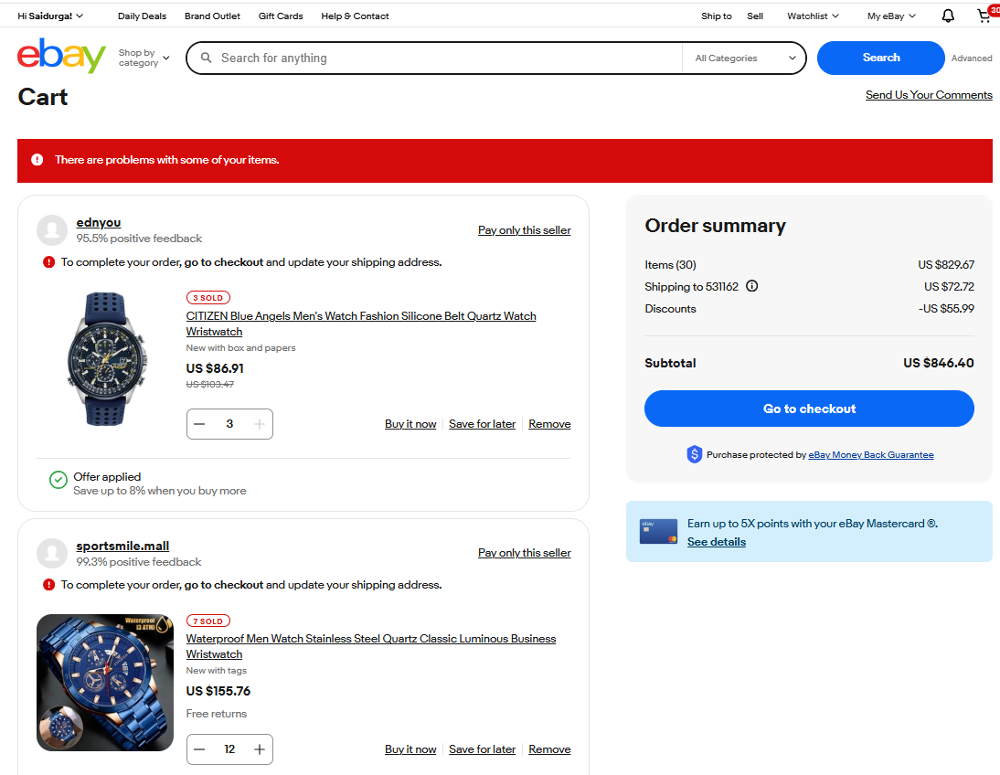 Hi Saidurga!
Daily Deals
Brand Outlet
Gift Cards
Help & Contact
Ship to
Sell
Watchlist
My eBay
30
ebay
Shop by
category
Search for anything
All Categories
Search
Advanced
Cart
Send Us Your Comments
There are problems with some of your items.
ednyou
95.5% positive feedback
Pay only this seller
To complete your order, go to checkout and update your shipping address.
3 SOLD
CITIZEN Blue Angels Men's Watch Fashion Silicone Belt Quartz Watch
Wristwatch
New with box and papers
US $86.91
US $103.47
3
Buy it now
Save for later
Remove
Offer applied
Save up to 8% when you buy more
sportsmile.mall
99.3% positive feedback
Pay only this seller
To complete your order, go to checkout and update your shipping address.
Waterproof
(3 ATM)
7 SOLD
Waterproof Men Watch Stainless Steel Quartz Classic Luminous Business
Wristwatch
New with tags
US $155.76
Free returns
12
Buy it now
Save for later
Remove
Order summary
Items (30)
US $829.67
Shipping to 531162
US $72.72
Discounts
-US $55.99
Subtotal
US $846.40
Go to checkout
Purchase protected by eBay Money Back Guarantee
ebay
Earn up to 5X points with your eBay Mastercard ®.
See details